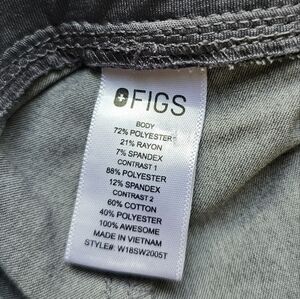 FIGS
BODY
72% POLYESTER
21% RAYON
7% SPANDEX
CONTRAST 1
88% POLYESTER
12% SPANDEX
CONTRAST 2
60% COTTON
40% POLYESTER
100% AWESOME
MADE IN VIETNAM
STYLE#: W18SW2005T